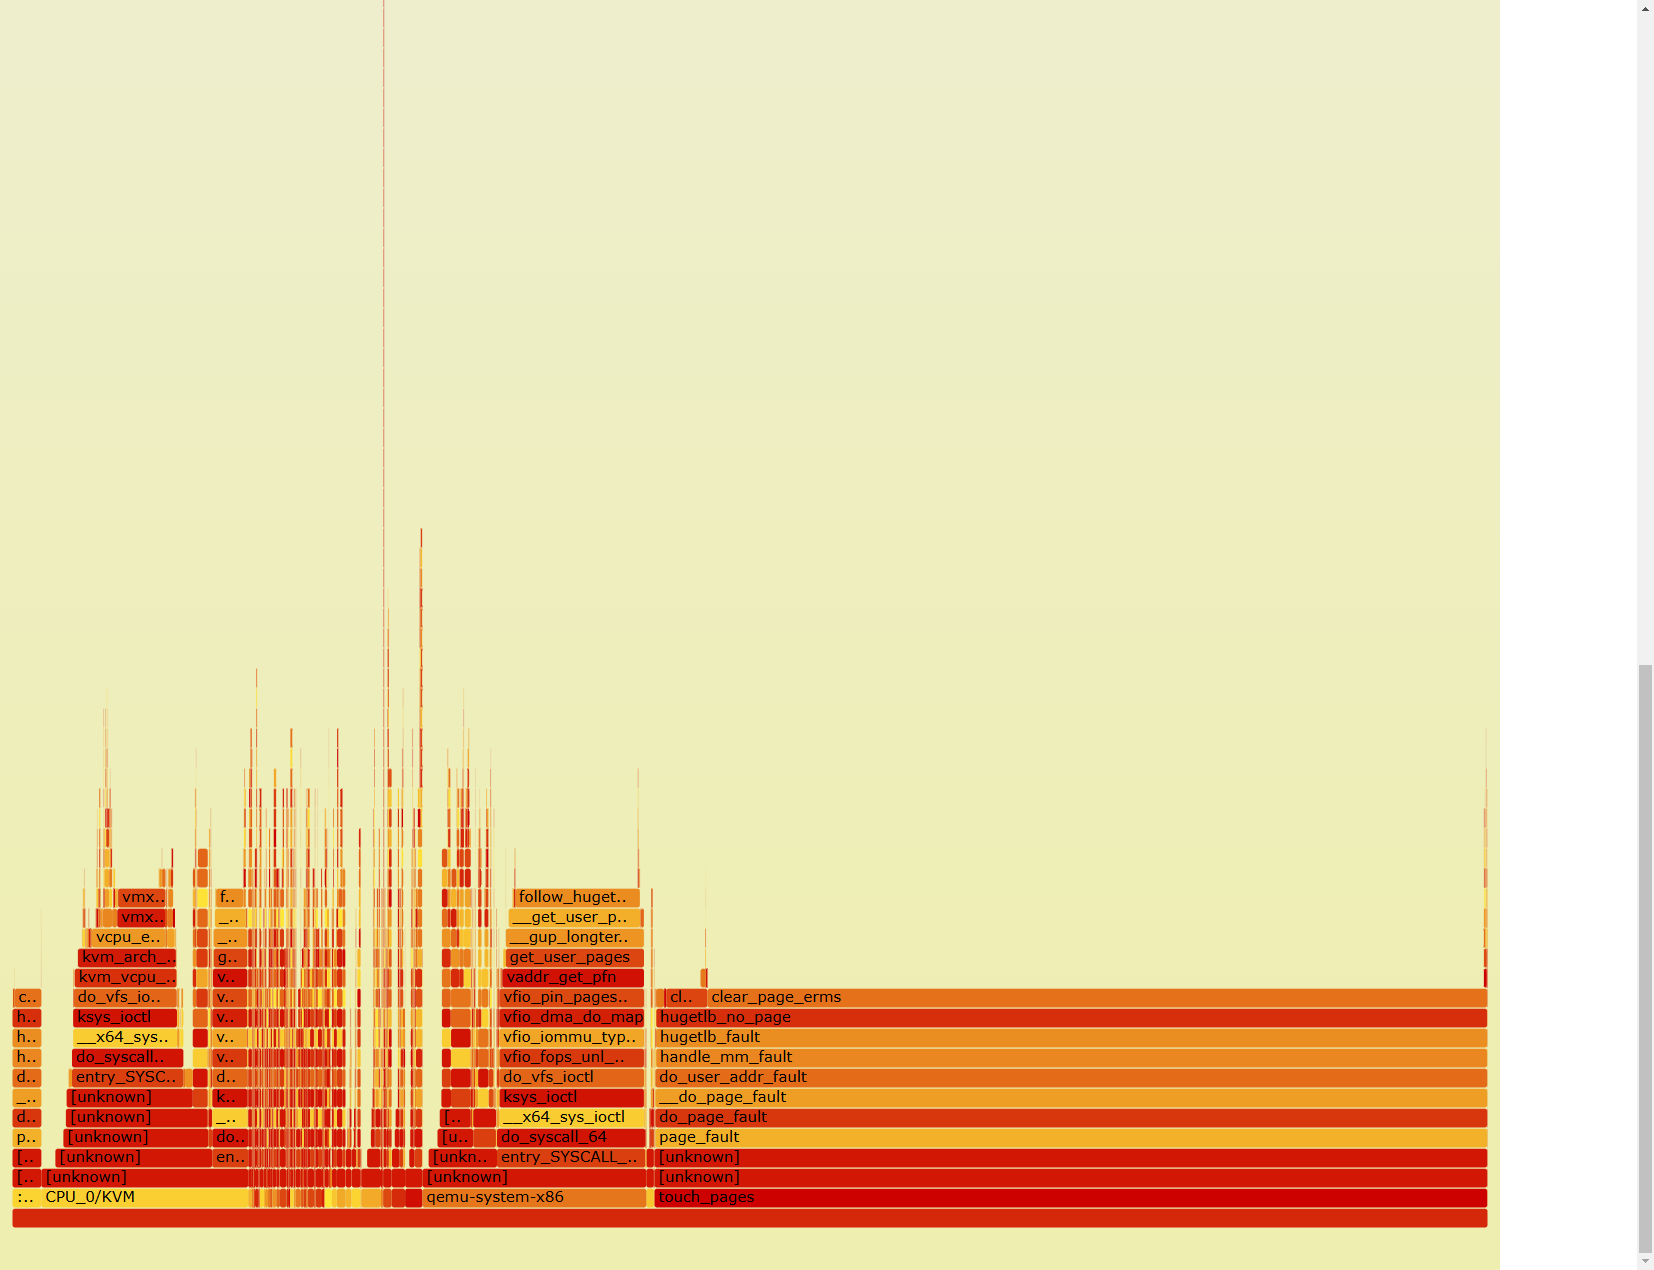 vmx.. f.. follow_huget..
vmx.. _.. __get_user_p..
vcpu_e.. _.. __gup_longter..
kvm_arch_.. g.. get_user_pages
kvm_vcpu_.. v.. vaddr_get_pfn
c.. do_vfs_io.. v.. vfio_pin_pages.. cl.. clear_page_erms
h.. ksys_ioctl v.. vfio_dma_do_map hugetlb_no_page
h.. __x64_sys.. v.. vfio_iommu_typ.. hugetlb_fault
h.. do_syscall.. v.. vfio_fops_unl_.. handle_mm_fault
d.. entry_SYSC.. d.. do_vfs_ioctl do_user_addr_fault
_.. [unknown] k.. ksys_ioctl __do_page_fault
d.. [unknown] _.. [.. __x64_sys_ioctl do_page_fault
p.. [unknown] do.. [u.. do_syscall_64 page_fault
[.. [unknown] en.. [unkn.. entry_SYSCALL_.. [unknown]
[.. [unknown] [unknown] [unknown]
:.. CPU_0/KVM qemu-system-x86 touch_pages